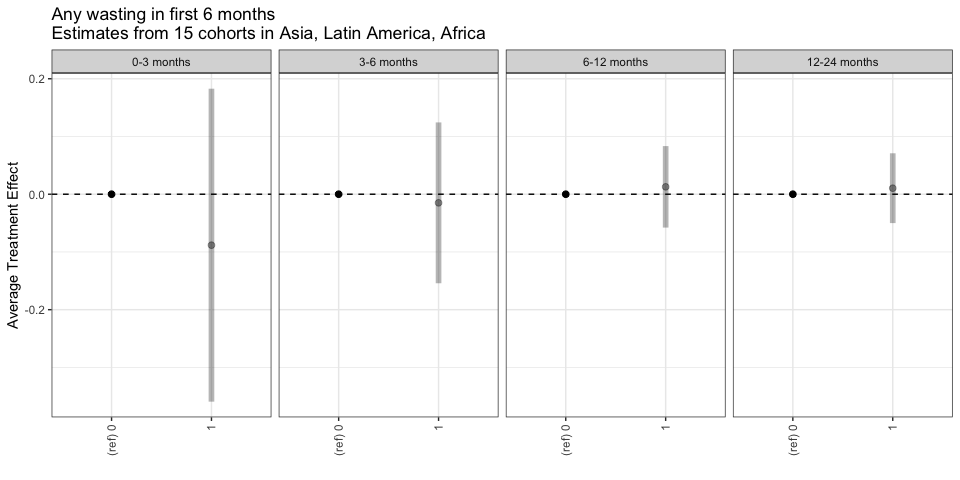 Any wasting in first 6 months
Estimates from 15 cohorts in Asia, Latin America, Africa
0-3 months
3-6 months
6-12 months
12-24 months
Average Treatment Effect
0.2
0.0
-0.2
(ref) 0
1
(ref) 0
1
(ref) 0
1
(ref) 0
1